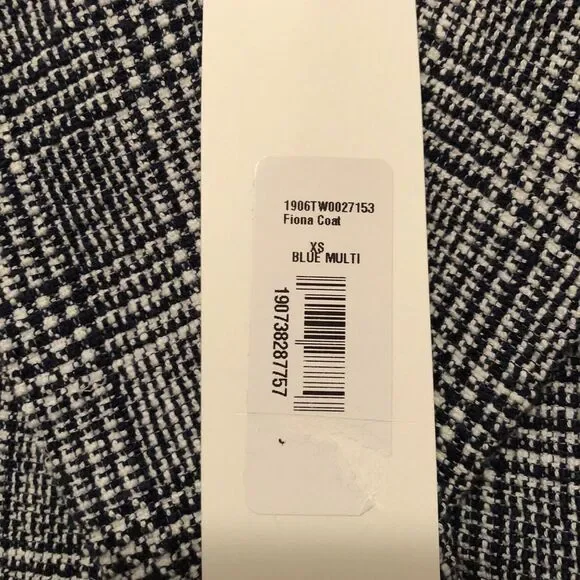 1906TW0027153
Fiona Coat
XS
BLUE MULTI
190738287757